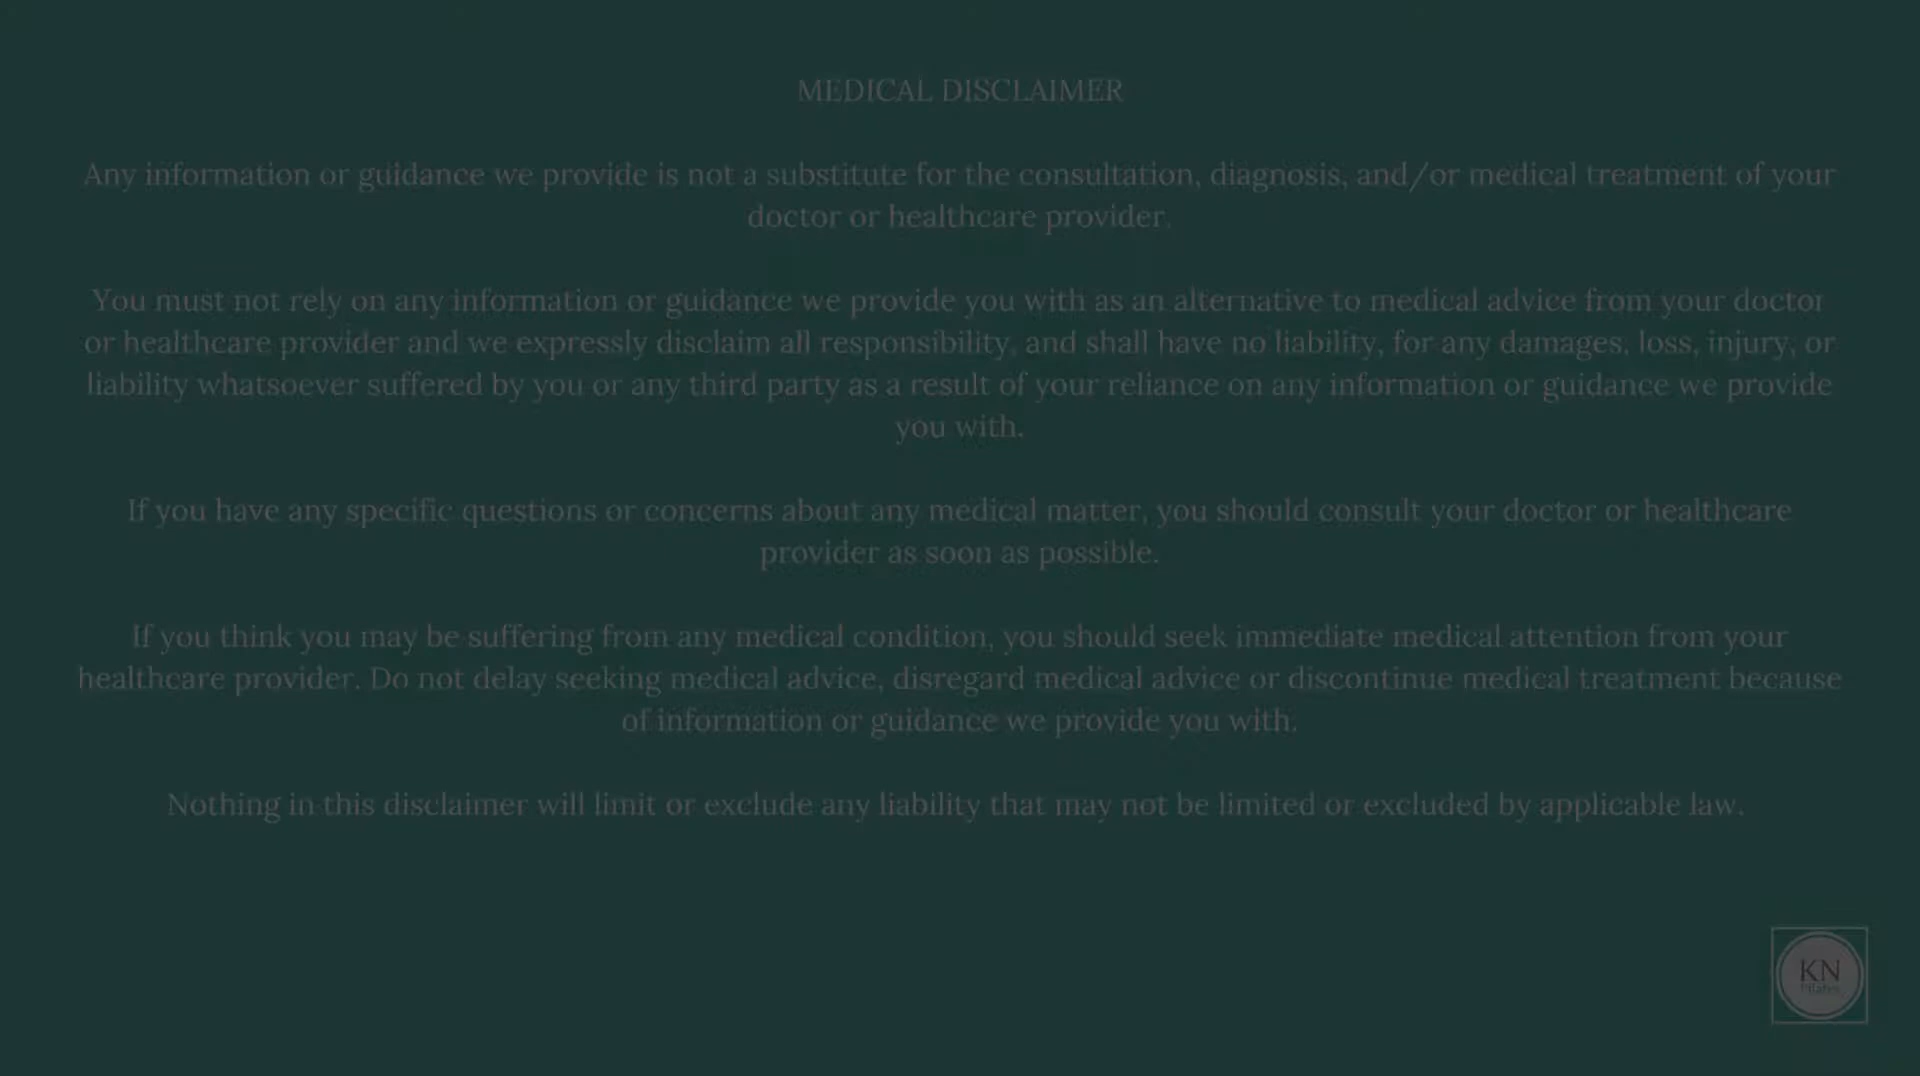 MEDICAL DISCLAIMER
Any information or guidance we provide is not a substitute for the consultation, diagnosis, and/or medical treatment of your
doctor or healthcare provider.
You must not rely on any information or guidance we provide you with as an alternative to medical advice from your doctor
or healthcare provider and we expressly disclaim all responsibility, and shall have no liability, for any damages, loss, injury, or
liability whatsoever suffered by you or any third party as a result of your reliance on any information or guidance we provide
you with.
If you have any specific questions or concerns about any medical matter, you should consult your doctor or healthcare
provider as soon as possible.
If you think you may be suffering from any medical condition, you should seek immediate medical attention from your
healthcare provider. Do not delay seeking medical advice, disregard medical advice or discontinue medical treatment because
of information or guidance we provide you with.
Nothing in this disclaimer will limit or exclude any liability that may not be limited or excluded by applicable law.
KN
Pilates